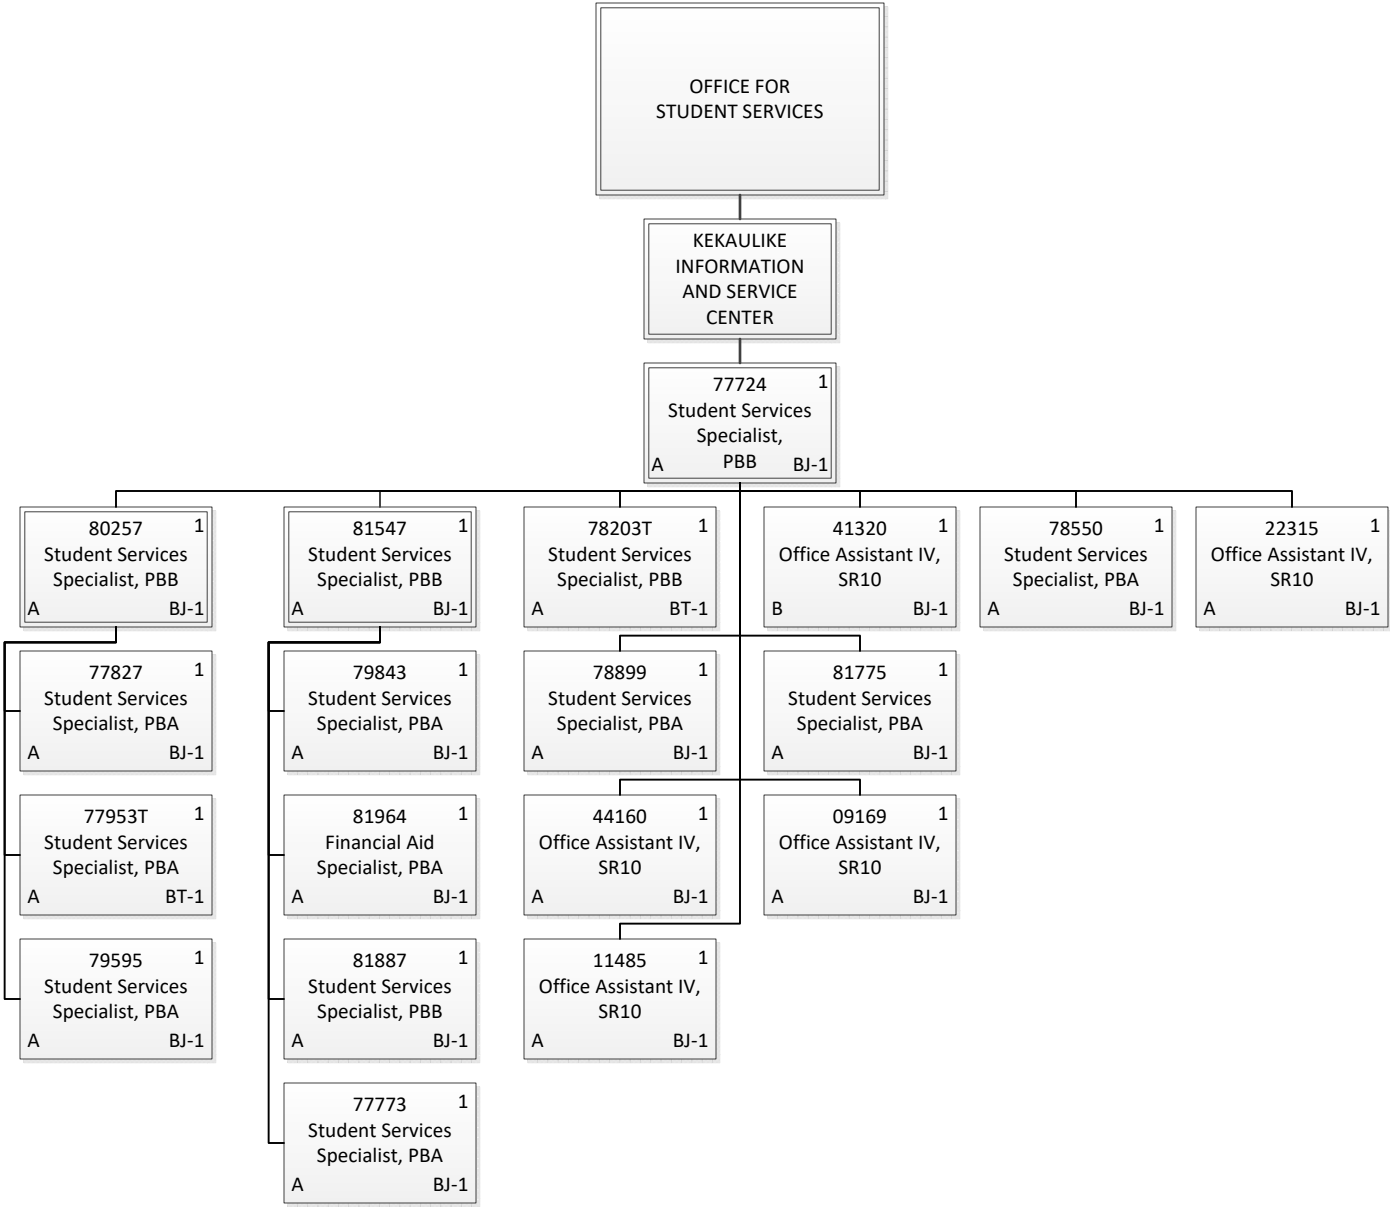 OFFICE FOR
STUDENT SERVICES
KEKAULIKE
INFORMATION
AND SERVICE
CENTER
77724 1
Student Services
Specialist,
A PBB BJ-1
80257 1
Student Services
Specialist, PBB
A BJ-1
81547 1
Student Services
Specialist, PBB
A BJ-1
78203T 1
Student Services
Specialist, PBB
A BT-1
41320 1
Office Assistant IV,
SR10
B BJ-1
78550 1
Student Services
Specialist, PBA
A BJ-1
22315 1
Office Assistant IV,
SR10
A BJ-1
77827 1
Student Services
Specialist, PBA
A BJ-1
79843 1
Student Services
Specialist, PBA
A BJ-1
78899 1
Student Services
Specialist, PBA
A BJ-1
81775 1
Student Services
Specialist, PBA
A BJ-1
77953T 1
Student Services
Specialist, PBA
A BT-1
81964 1
Financial Aid
Specialist, PBA
A BJ-1
44160 1
Office Assistant IV,
SR10
A BJ-1
09169 1
Office Assistant IV,
SR10
A BJ-1
79595 1
Student Services
Specialist, PBA
A BJ-1
81887 1
Student Services
Specialist, PBB
A BJ-1
11485 1
Office Assistant IV,
SR10
A BJ-1
77773 1
Student Services
Specialist, PBA
A BJ-1